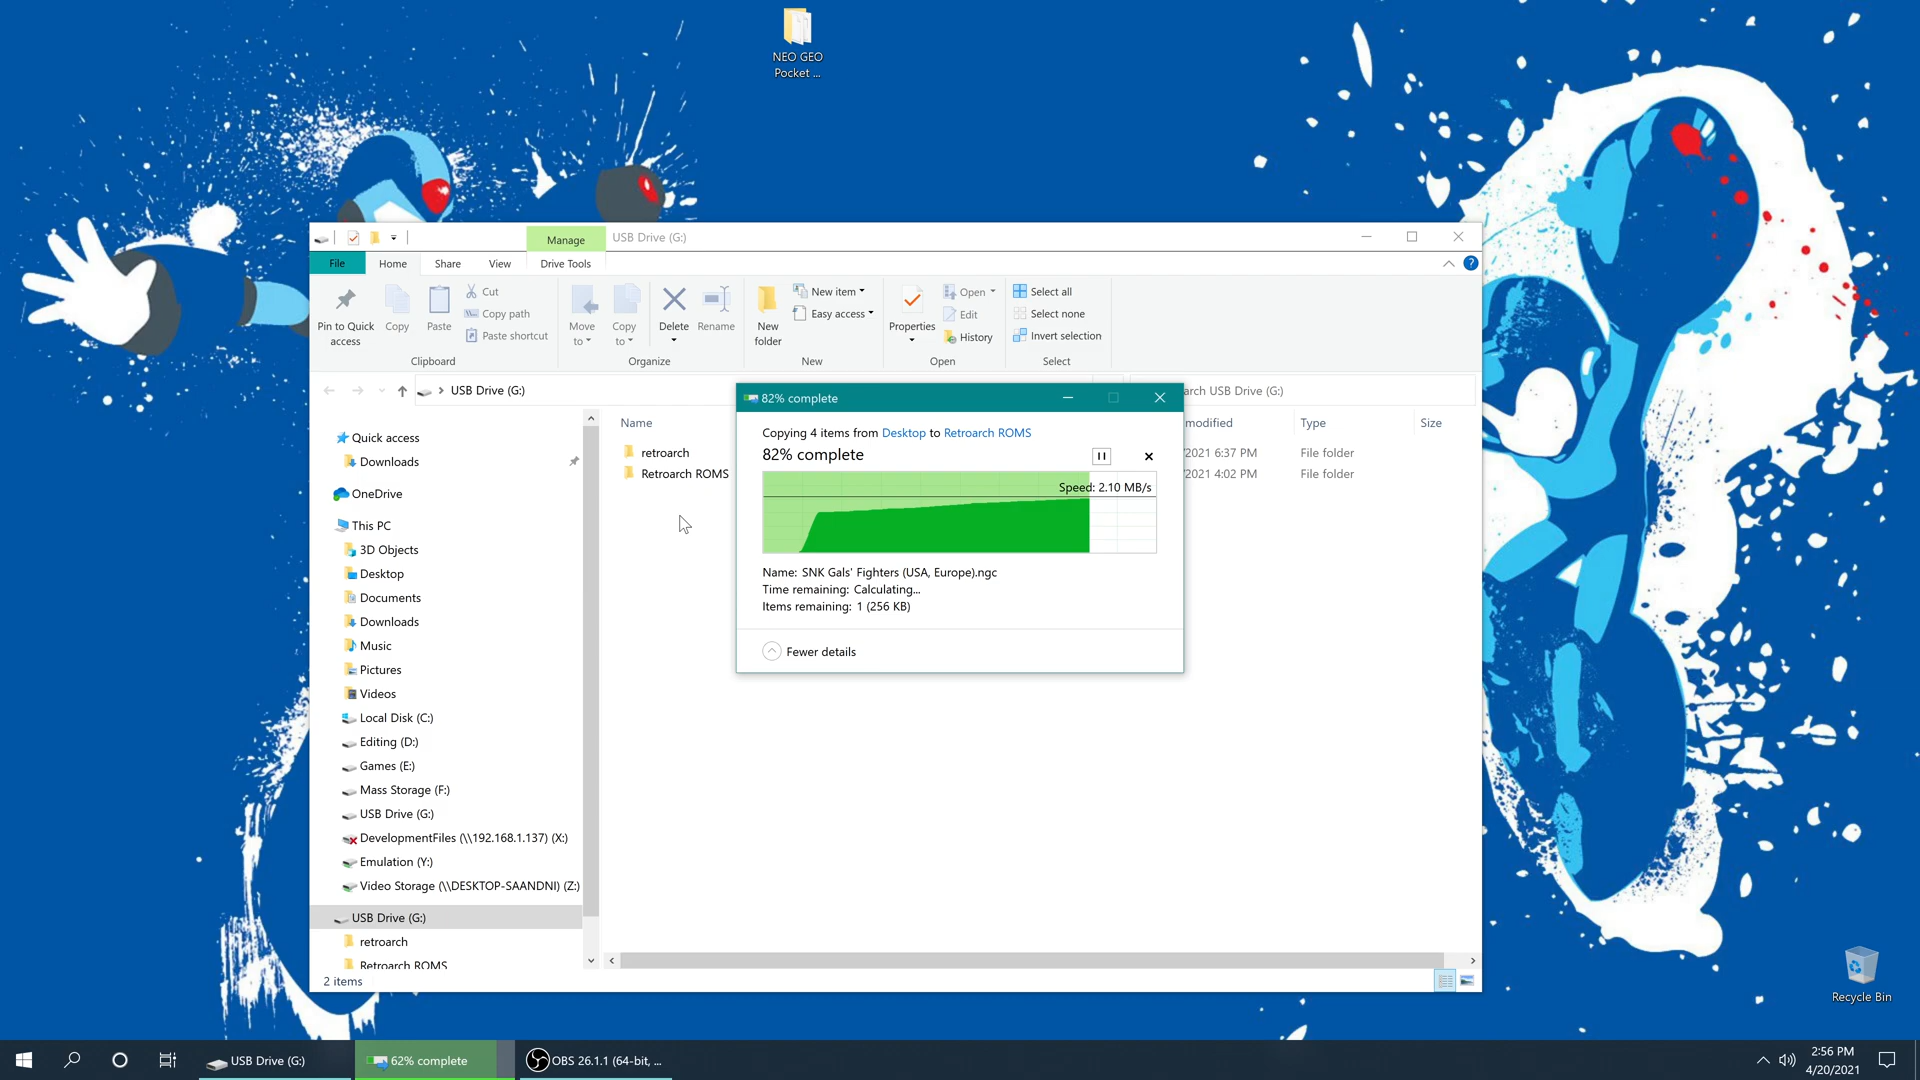 NEO GEO
Pocket ...
Manage
USB Drive (G:)
File
Home
Share
View
Drive Tools
Pin to Quick
access
Copy
Paste
Cut
Copy path
Paste shortcut
Clipboard
Move
to
Copy
to
Delete
Rename
Organize
New
folder
New item
Easy access
New
Properties
Open
Edit
History
Open
Select all
Select none
Invert selection
Select
USB Drive (G:)
arch USB Drive (G:)
Quick access
Downloads
OneDrive
This PC
3D Objects
Desktop
Documents
Downloads
Music
Pictures
Videos
Local Disk (C:)
Editing (D:)
Games (E:)
Mass Storage (F:)
USB Drive (G:)
DevelopmentFiles (\\192.168.1.137) (X:)
Emulation (Y:)
Video Storage (\\DESKTOP-SAANDNI) (Z:)
USB Drive (G:)
retroarch
Retroarch ROMS
Name
modified
Type
Size
retroarch
/2021 6:37 PM
File folder
Retroarch ROMS
2021 4:02 PM
File folder
82% complete
Copying 4 items from Desktop to Retroarch ROMS
82% complete
Speed: 2.10 MB/s
Name: SNK Gals' Fighters (USA, Europe).ngc
Time remaining: Calculating...
Items remaining: 1 (256 KB)
Fewer details
2 items
Recycle Bin
USB Drive (G:)
62% complete
OBS 26.1.1 (64-bit, ...
2:56 PM
4/20/2021